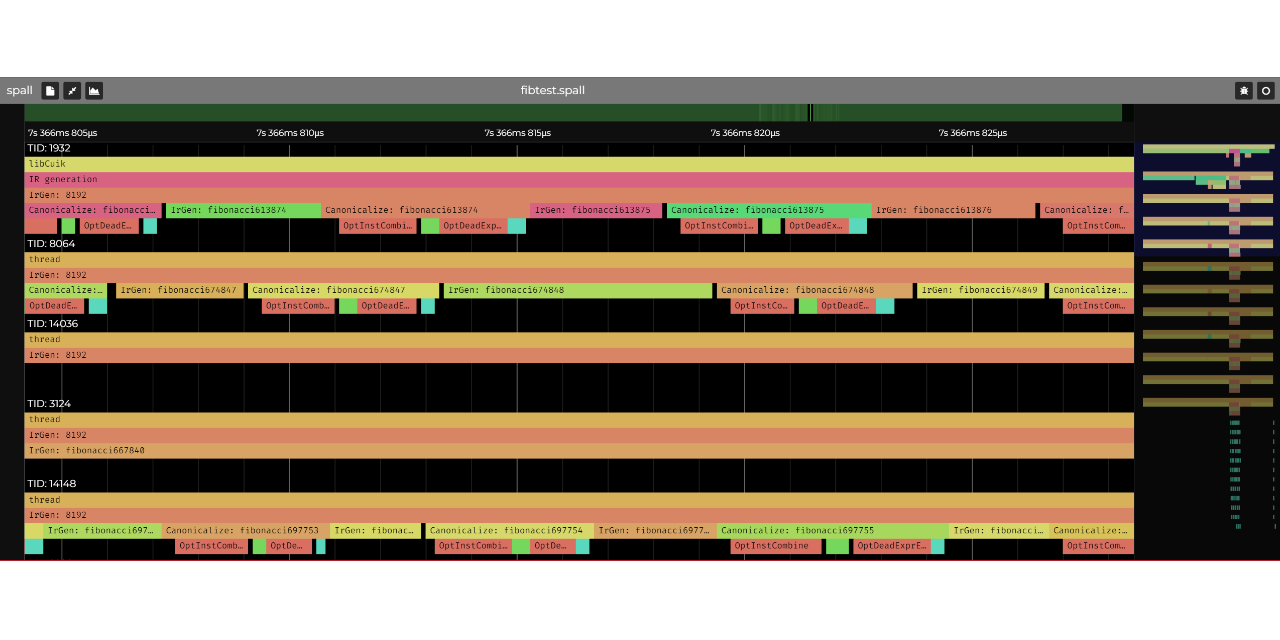 spall fibtest.spall
7s 366ms 805µs 7s 366ms 810µs 7s 366ms 815µs 7s 366ms 820µs 7s 366ms 825µs
TID: 1932
libCuik
IR generation
IrGen: 8192
Canonicalize: fibonacci… IrGen: fibonacci613874 Canonicalize: fibonacci613874 IrGen: fibonacci613875 Canonicalize: fibonacci613875 IrGen: fibonacci613876 Canonicalize: f…
OptDeadE… OptInstCombi… OptDeadExp… OptInstCombi… OptDeadEx… OptInstCom…
TID: 8064
thread
IrGen: 8192
Canonicalize:… IrGen: fibonacci674847 Canonicalize: fibonacci674847 IrGen: fibonacci674848 Canonicalize: fibonacci674848 IrGen: fibonacci674849 Canonicalize:…
OptDeadE… OptInstComb… OptDeadE… OptInstCo… OptDeadE… OptInstCom…
TID: 14036
thread
IrGen: 8192
TID: 3124
thread
IrGen: 8192
IrGen: fibonacci667840
TID: 14148
thread
IrGen: 8192
IrGen: fibonacci697… Canonicalize: fibonacci697753 IrGen: fibonac… Canonicalize: fibonacci697754 IrGen: fibonacci6977… Canonicalize: fibonacci697755 IrGen: fibonacci… Canonicalize:…
OptInstComb… OptDe… OptInstCombi… OptDe… OptInstCombine OptDeadExprE… OptInstCom…